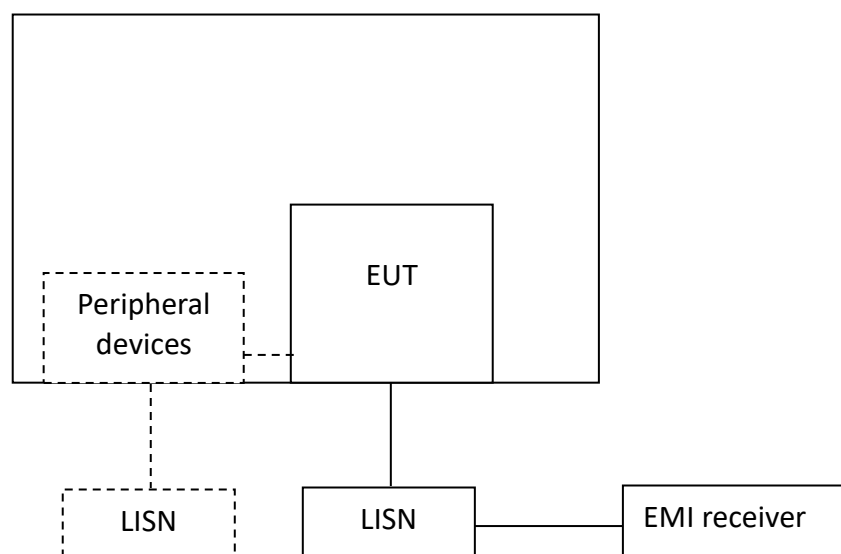 EUT
Peripheral
devices
LISN
LISN
EMI receiver